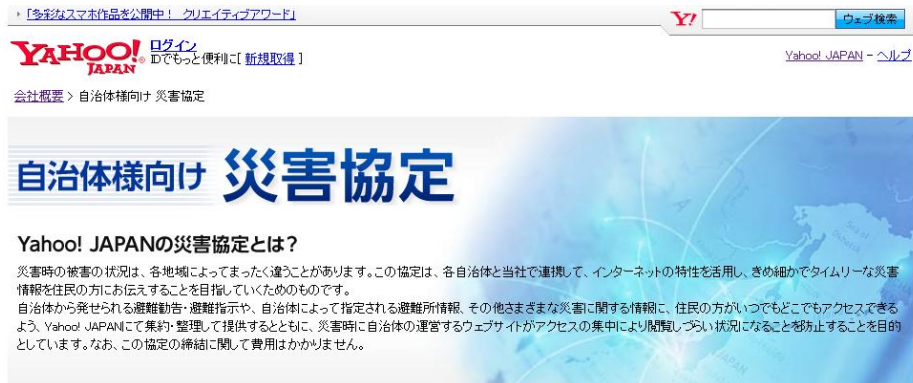 「多彩なスマホ作品を公開中! クリエイティブアワード」
Y! ウェブ検索
YAHOO! JAPAN
ログイン
IDでもっと便利に[ 新規取得 ]
Yahoo! JAPAN - ヘルプ
会社概要 > 自治体様向け 災害協定
自治体様向け 災害協定
Yahoo! JAPANの災害協定とは?
災害時の被害の状況は、各地域によってまったく違うことがあります。この協定は、各自治体と当社で連携して、インターネットの特性を活用し、きめ細かでタイムリーな災害
情報を住民の方にお伝えすることを目指していくためのものです。
自治体から発せられる避難勧告・避難指示や、自治体によって指定される避難所情報、その他さまざまな災害に関する情報に、住民の方がいつでもどこでもアクセスできる
よう、Yahoo! JAPANにて集約・整理して提供するとともに、災害時に自治体の運営するウェブサイトがアクセスの集中により閲覧しづらい状況になることを防止することを目的
としています。なお、この協定の締結に関して費用はかかりません。
JAPAN